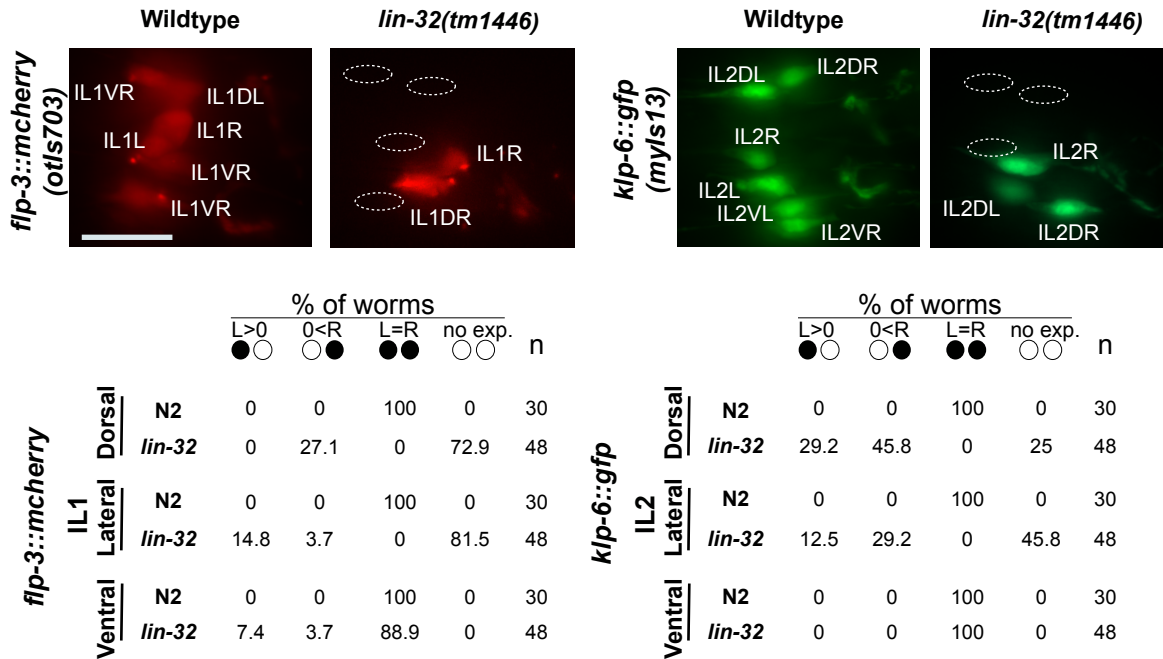 Wildtype
lin-32(tm1446)
flp-3::mcherry
(otIs703)
IL1VR
IL1DL
IL1R
IL1L
IL1VR
IL1VR
IL1R
IL1DR
Wildtype
lin-32(tm1446)
klp-6::gfp
(myIs13)
IL2DL
IL2DR
IL2R
IL2L
IL2VL
IL2VR
IL2R
IL2DL
IL2DR
% of worms
L>0 0<R L=R no exp. n
flp-3::mcherry
IL1
Dorsal
N2 0 0 100 0 30
lin-32 0 27.1 0 72.9 48
Lateral
N2 0 0 100 0 30
lin-32 14.8 3.7 0 81.5 48
Ventral
N2 0 0 100 0 30
lin-32 7.4 3.7 88.9 0 48
% of worms
L>0 0<R L=R no exp. n
klp-6::gfp
IL2
Dorsal
N2 0 0 100 0 30
lin-32 29.2 45.8 0 25 48
Lateral
N2 0 0 100 0 30
lin-32 12.5 29.2 0 45.8 48
Ventral
N2 0 0 100 0 30
lin-32 0 0 100 0 48